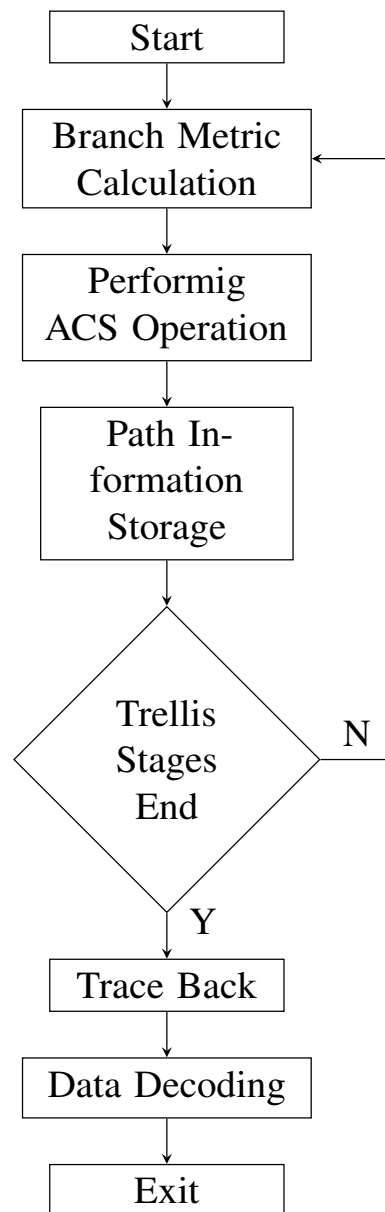 Start
Branch Metric
Calculation
Performig
ACS Operation
Path In-
formation
Storage
Trellis
Stages
End
N
Y
Trace Back
Data Decoding
Exit